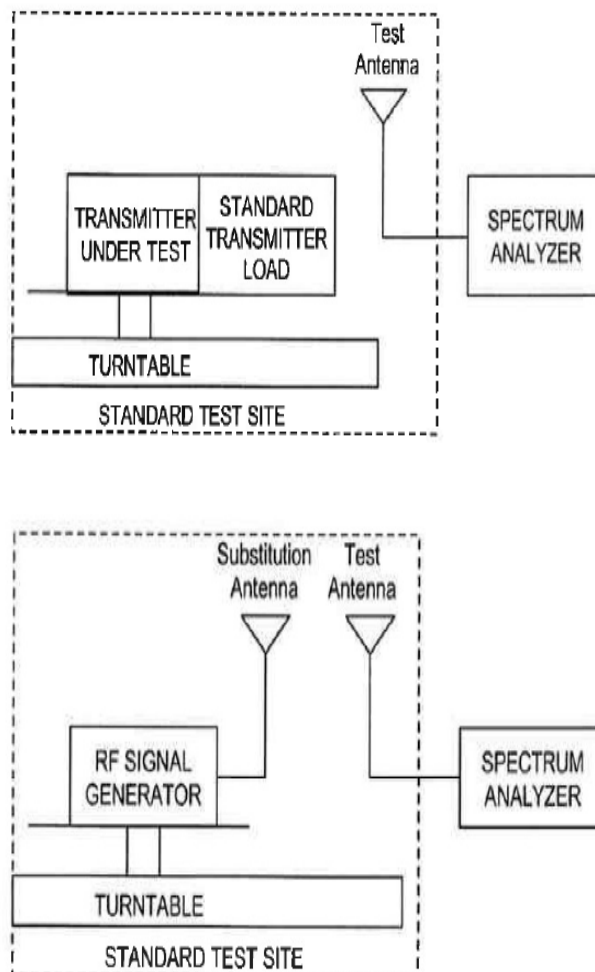 Test
Antenna
TRANSMITTER
UNDER TEST
STANDARD
TRANSMITTER
LOAD
SPECTRUM
ANALYZER
TURNTABLE
STANDARD TEST SITE
Substitution
Antenna
Test
Antenna
RF SIGNAL
GENERATOR
SPECTRUM
ANALYZER
TURNTABLE
STANDARD TEST SITE